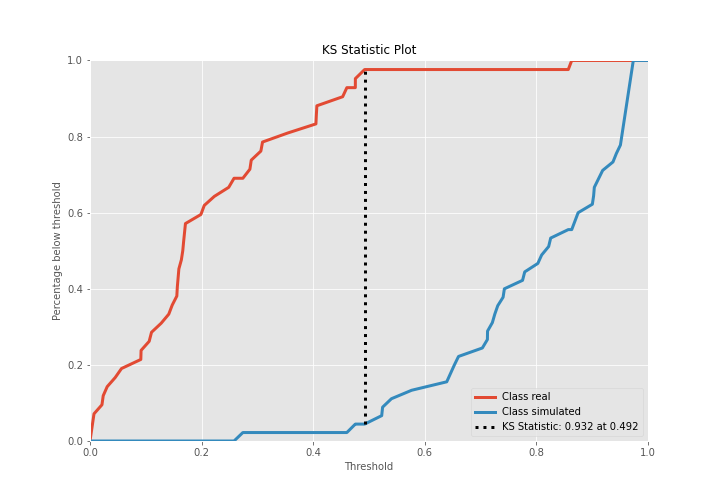 KS Statistic Plot
1.0
0.8
0.6
0.4
0.2
0.0
Percentage below threshold
0.0 0.2 0.4 0.6 0.8 1.0
Threshold
Class real
Class simulated
KS Statistic: 0.932 at 0.492